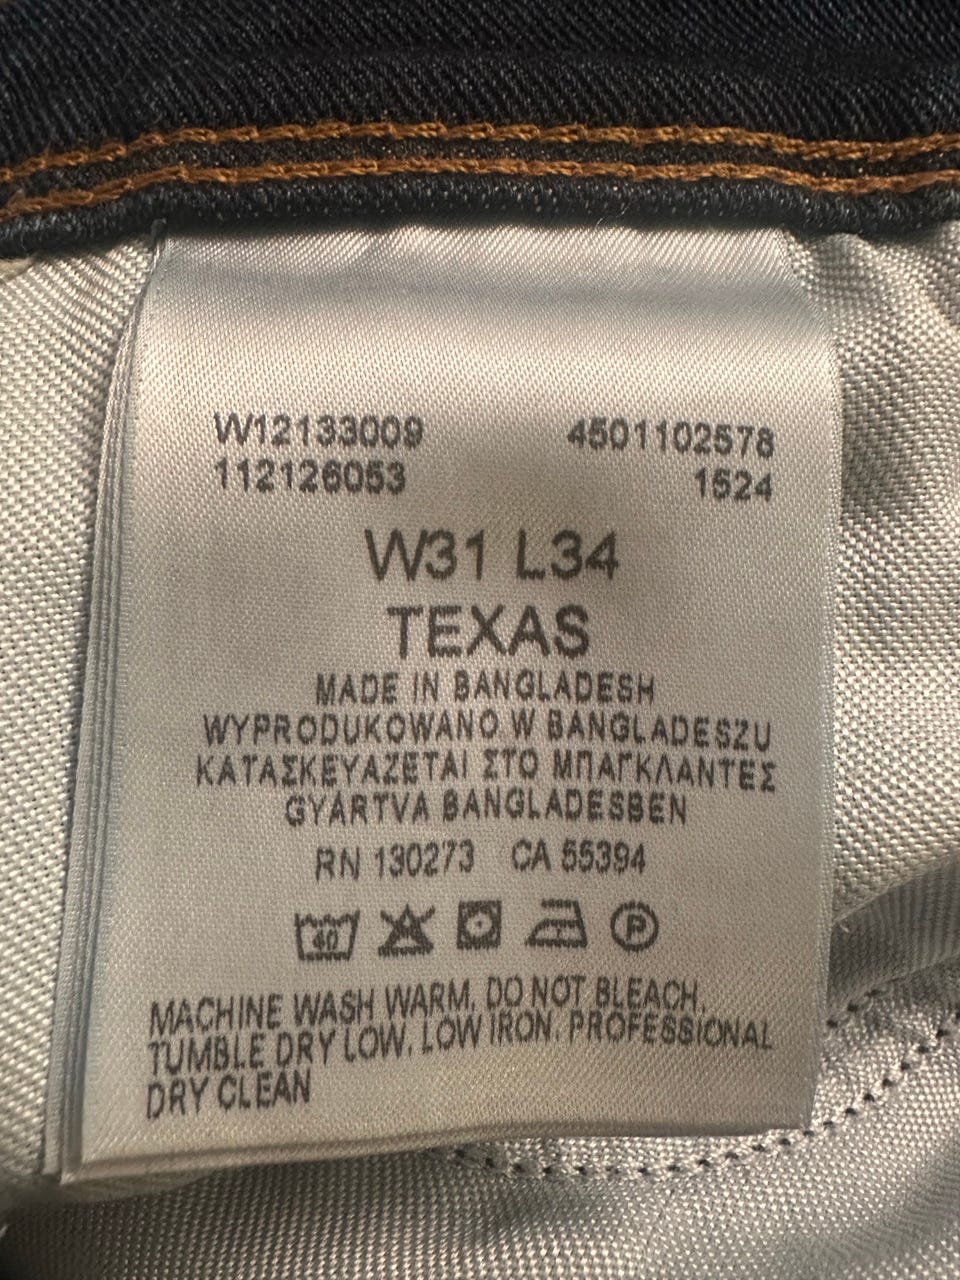 W12133009 4501102578
112126053 1524
W31 L34
TEXAS
MADE IN BANGLADESH
WYPRODUKOWANO W BANGLADESZU
ΚΑΤΑΣΚΕΥΑΖΕΤΑΙ ΣΤΟ ΜΠΑΓΚΛΑΝΤΕΣ
GYÁRTVA BANGLADESBEN
RN 130273 CA 55394
40 P
MACHINE WASH WARM, DO NOT BLEACH,
TUMBLE DRY LOW, LOW IRON, PROFESSIONAL
DRY CLEAN